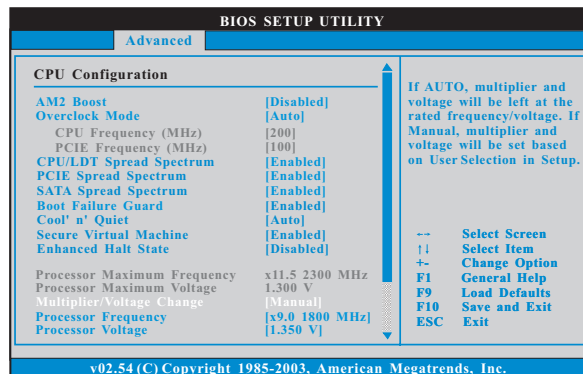 BIOS SETUP UTILITY
Advanced
CPU Configuration
AM2 Boost [Disabled]
Overclock Mode [Auto]
CPU Frequency (MHz) [200]
PCIE Frequency (MHz) [100]
CPU/LDT Spread Spectrum [Enabled]
PCIE Spread Spectrum [Enabled]
SATA Spread Spectrum [Enabled]
Boot Failure Guard [Enabled]
Cool' n' Quiet [Auto]
Secure Virtual Machine [Enabled]
Enhanced Halt State [Disabled]
Processor Maximum Frequency x11.5 2300 MHz
Processor Maximum Voltage 1.300 V
Multiplier/Voltage Change [Manual]
Processor Frequency [x9.0 1800 MHz]
Processor Voltage [1.350 V]
If AUTO, multiplier and
voltage will be left at the
rated frequency/voltage. If
Manual, multiplier and
voltage will be set based
on User Selection in Setup.
←→ Select Screen
↑↓ Select Item
+- Change Option
F1 General Help
F9 Load Defaults
F10 Save and Exit
ESC Exit
v02.54 (C) Copyright 1985-2003, American Megatrends, Inc.